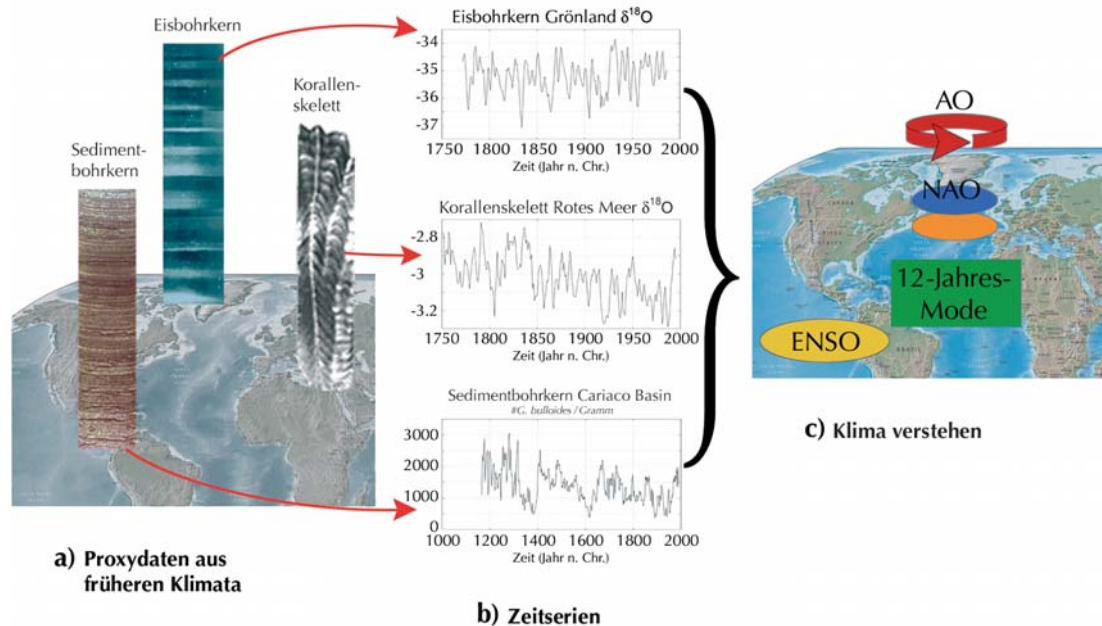 Eisbohrkern
Korallen-
skelett
Sediment-
bohrkern
a) Proxydaten aus
früheren Klimata
Eisbohrkern Grönland δ¹⁸O
-34
-35
-36
-37
1750 1800 1850 1900 1950 2000
Zeit (Jahr n. Chr.)
Korallenskelett Rotes Meer δ¹⁸O
-2.8
-3
-3.2
1750 1800 1850 1900 1950 2000
Zeit (Jahr n. Chr.)
Sedimentbohrkern Cariaco Basin
#G. bulloides / Gramm
3000
2000
1000
0
1000 1200 1400 1600 1800 2000
Zeit (Jahr n. Chr.)
b) Zeitserien
AO
NAO
12-Jahres-
Mode
ENSO
CANADA
BRASIL
c) Klima verstehen